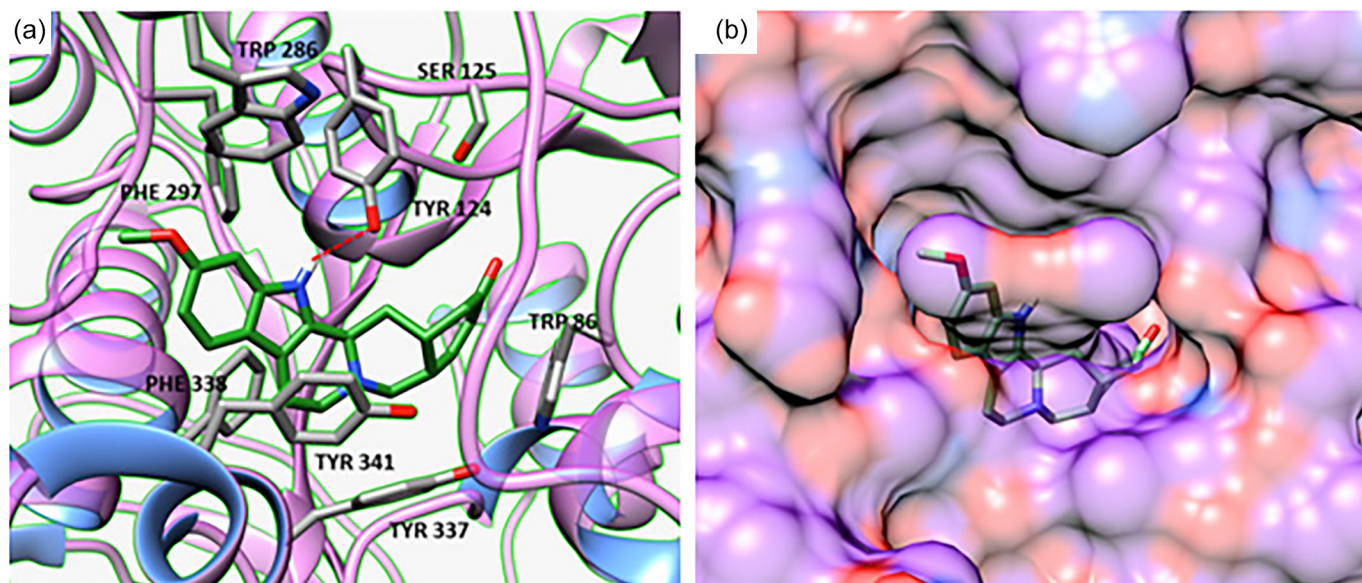 (a)
(b)
TRP 286
SER 125
PHE 297
TYR 124
TRP 86
PHE 338
TYR 341
TYR 337